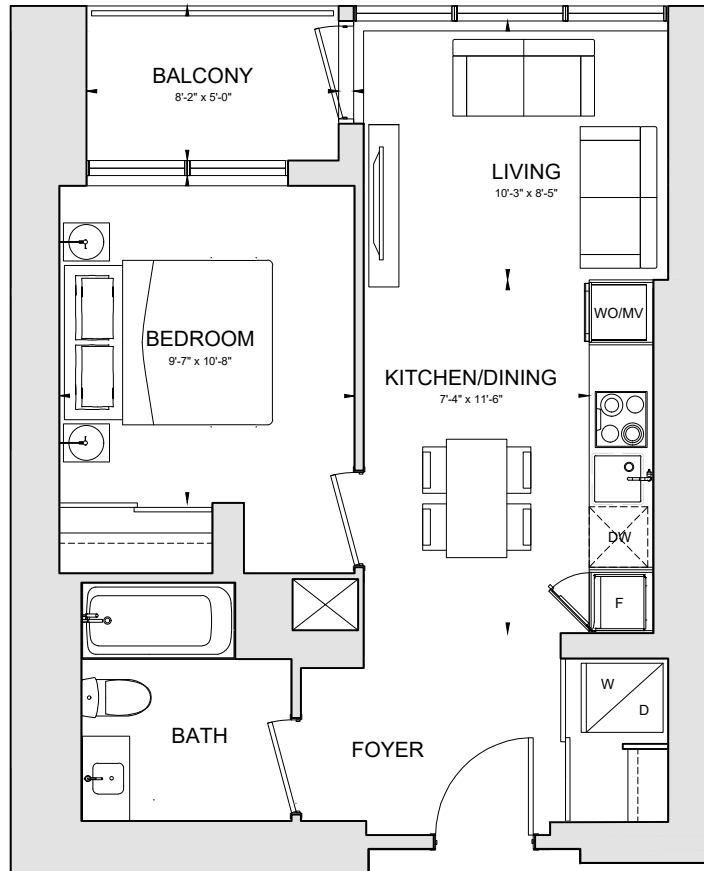 BALCONY
8'-2" x 5'-0"
LIVING
10'-3" x 8'-5"
WO/MV
BEDROOM
9'-7" x 10'-8"
KITCHEN/DINING
7'-4" x 11'-6"
DW
F
W
D
BATH
FOYER